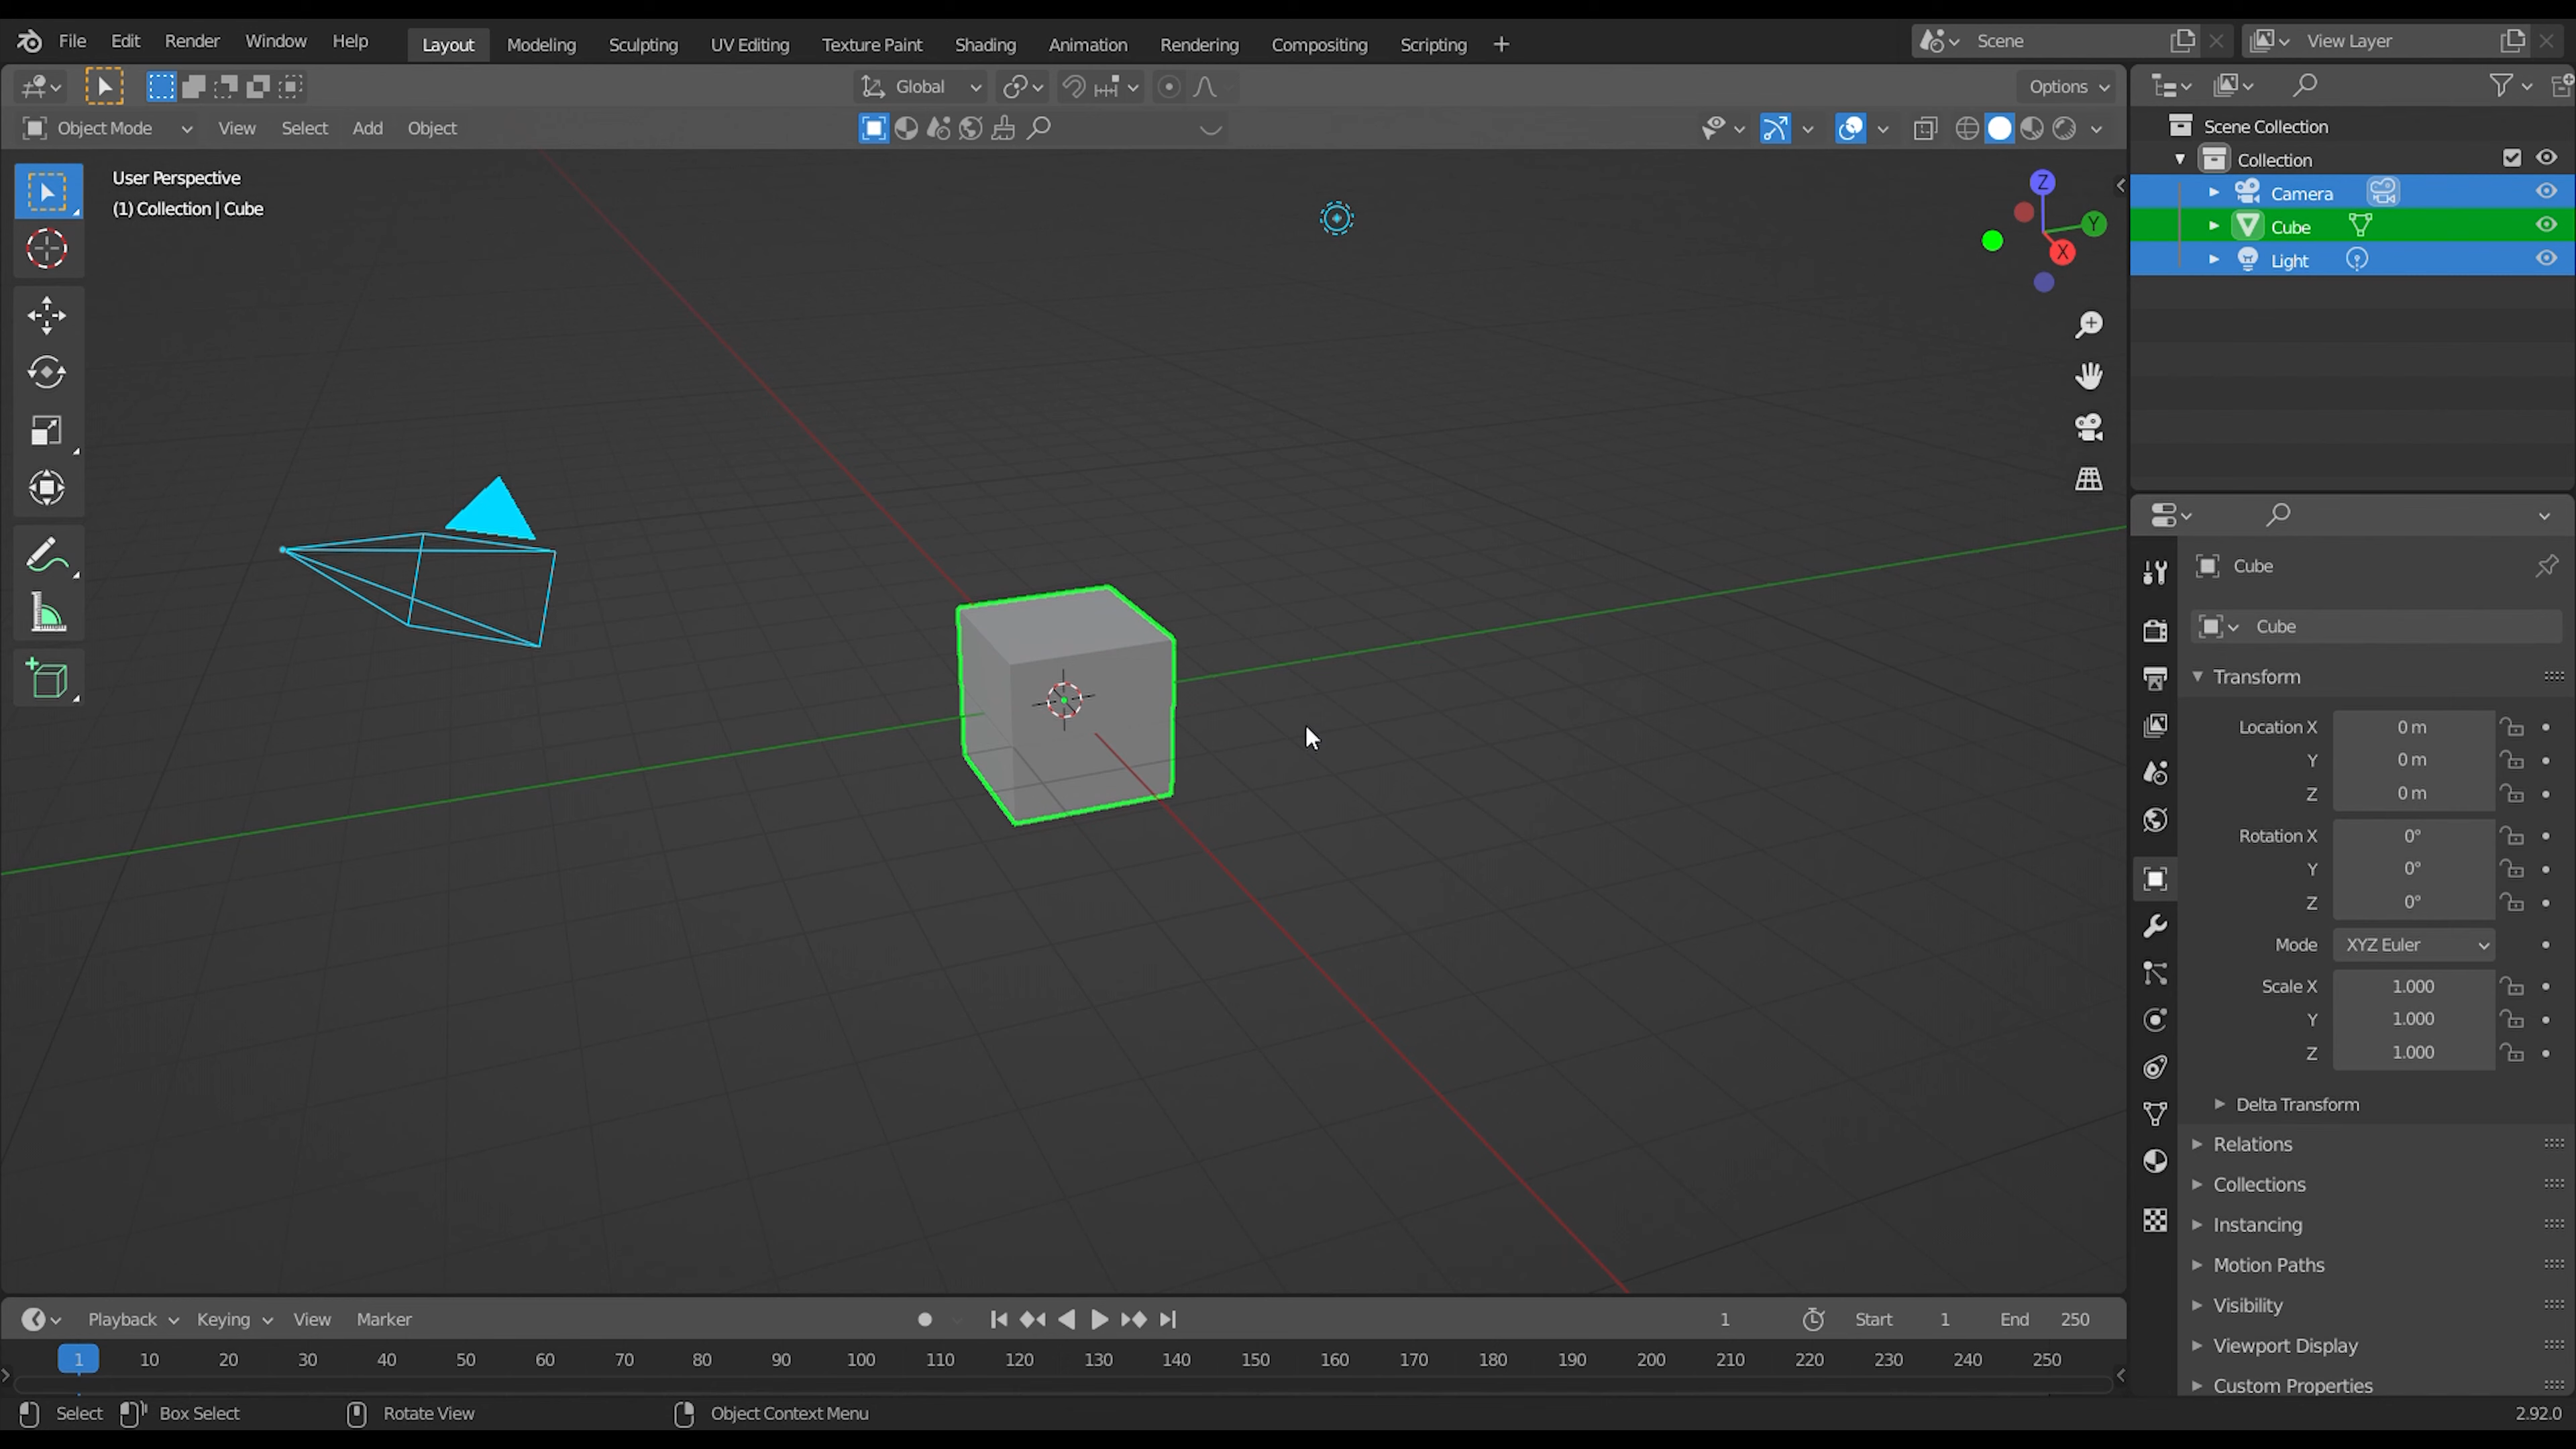 File Edit Render Window Help Layout Modeling Sculpting UV Editing Texture Paint Shading Animation Rendering Compositing Scripting + Scene View Layer
Global Options
Object Mode View Select Add Object
User Perspective
(1) Collection | Cube
Z
Y
X
Scene Collection
Collection
Camera
Cube
Light
Cube
Cube
Transform
Location X 0 m
Y 0 m
Z 0 m
Rotation X 0°
Y 0°
Z 0°
Mode XYZ Euler
Scale X 1.000
Y 1.000
Z 1.000
Delta Transform
Relations
Collections
Instancing
Motion Paths
Visibility
Viewport Display
Custom Properties
Playback Keying View Marker 1 Start 1 End 250
1 10 20 30 40 50 60 70 80 90 100 110 120 130 140 150 160 170 180 190 200 210 220 230 240 250
Select Box Select Rotate View Object Context Menu 2.92.0